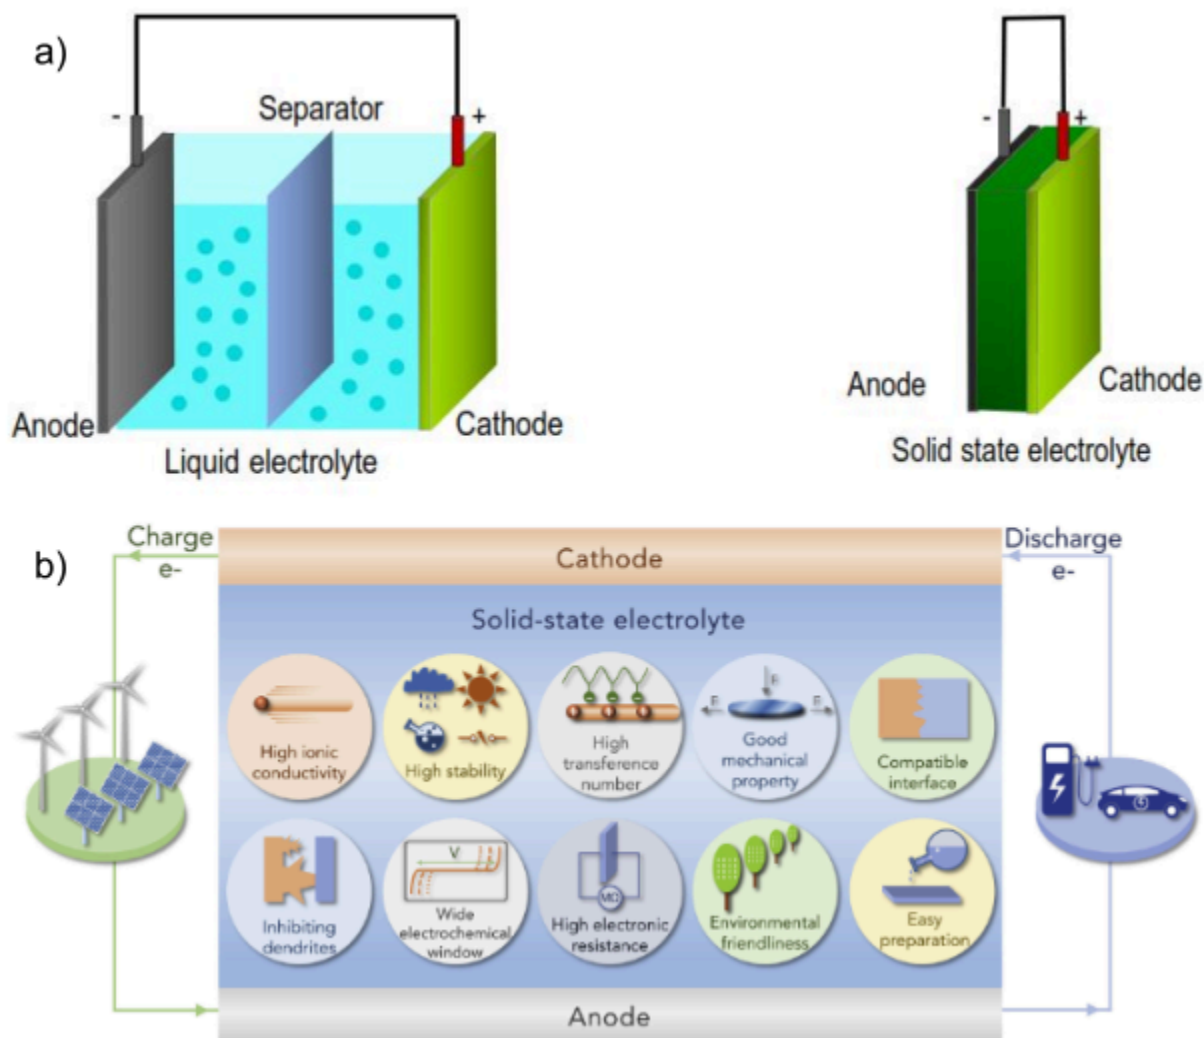 a)
Separator
-
+
Anode
Cathode
Liquid electrolyte
-
+
Anode
Cathode
Solid state electrolyte
b)
Charge
e-
Cathode
Discharge
e-
Solid-state electrolyte
High ionic
conductivity
High stability
High
transference
number
F
F
F
Good
mechanical
property
Compatible
interface
Inhibiting
dendrites
V
Wide
electrochemical
window
MΩ
High electronic
resistance
Environmental
friendliness
Easy
preparation
Anode